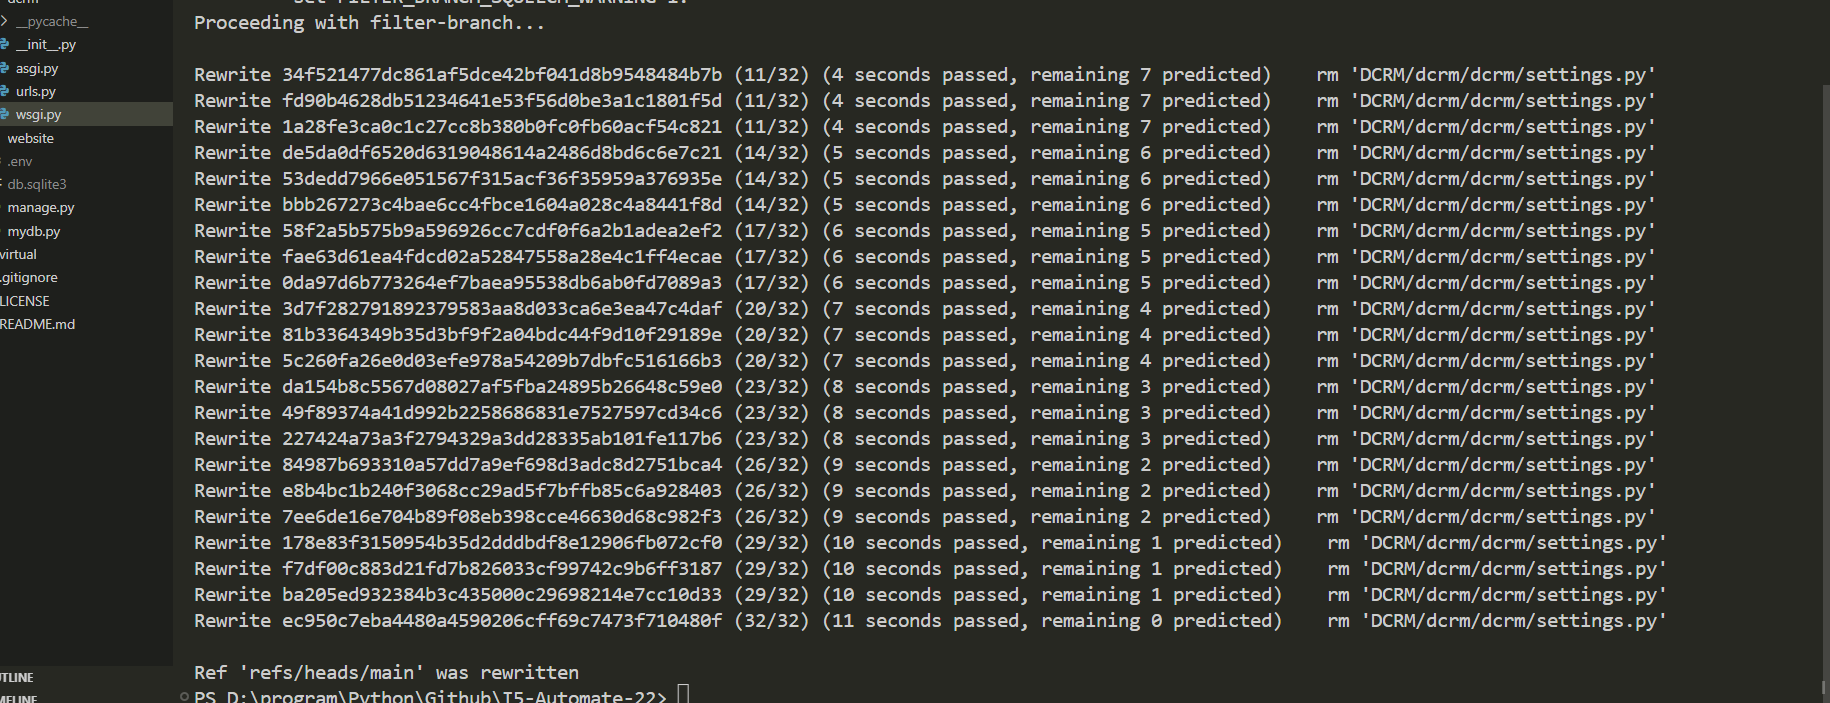 dcrm
__pycache__
__init__.py
asgi.py
urls.py
wsgi.py
website
.env
db.sqlite3
manage.py
mydb.py
virtual
.gitignore
LICENSE
README.md
set FILTER_BRANCH_SQUELCH_WARNING=1.
Proceeding with filter-branch...
Rewrite 34f521477dc861af5dce42bf041d8b9548484b7b (11/32) (4 seconds passed, remaining 7 predicted)    rm 'DCRM/dcrm/dcrm/settings.py'
Rewrite fd90b4628db51234641e53f56d0be3a1c1801f5d (11/32) (4 seconds passed, remaining 7 predicted)    rm 'DCRM/dcrm/dcrm/settings.py'
Rewrite 1a28fe3ca0c1c27cc8b380b0fc0fb60acf54c821 (11/32) (4 seconds passed, remaining 7 predicted)    rm 'DCRM/dcrm/dcrm/settings.py'
Rewrite de5da0df6520d6319048614a2486d8bd6c6e7c21 (14/32) (5 seconds passed, remaining 6 predicted)    rm 'DCRM/dcrm/dcrm/settings.py'
Rewrite 53dedd7966e051567f315acf36f35959a376935e (14/32) (5 seconds passed, remaining 6 predicted)    rm 'DCRM/dcrm/dcrm/settings.py'
Rewrite bbb267273c4bae6cc4fbce1604a028c4a8441f8d (14/32) (5 seconds passed, remaining 6 predicted)    rm 'DCRM/dcrm/dcrm/settings.py'
Rewrite 58f2a5b575b9a596926cc7cdf0f6a2b1adea2ef2 (17/32) (6 seconds passed, remaining 5 predicted)    rm 'DCRM/dcrm/dcrm/settings.py'
Rewrite fae63d61ea4fdcd02a52847558a28e4c1ff4ecae (17/32) (6 seconds passed, remaining 5 predicted)    rm 'DCRM/dcrm/dcrm/settings.py'
Rewrite 0da97d6b773264ef7baea95538db6ab0fd7089a3 (17/32) (6 seconds passed, remaining 5 predicted)    rm 'DCRM/dcrm/dcrm/settings.py'
Rewrite 3d7f282791892379583aa8d033ca6e3ea47c4daf (20/32) (7 seconds passed, remaining 4 predicted)    rm 'DCRM/dcrm/dcrm/settings.py'
Rewrite 81b3364349b35d3bf9f2a04bdc44f9d10f29189e (20/32) (7 seconds passed, remaining 4 predicted)    rm 'DCRM/dcrm/dcrm/settings.py'
Rewrite 5c260fa26e0d03efe978a54209b7dbfc516166b3 (20/32) (7 seconds passed, remaining 4 predicted)    rm 'DCRM/dcrm/dcrm/settings.py'
Rewrite da154b8c5567d08027af5fba24895b26648c59e0 (23/32) (8 seconds passed, remaining 3 predicted)    rm 'DCRM/dcrm/dcrm/settings.py'
Rewrite 49f89374a41d992b2258686831e7527597cd34c6 (23/32) (8 seconds passed, remaining 3 predicted)    rm 'DCRM/dcrm/dcrm/settings.py'
Rewrite 227424a73a3f2794329a3dd28335ab101fe117b6 (23/32) (8 seconds passed, remaining 3 predicted)    rm 'DCRM/dcrm/dcrm/settings.py'
Rewrite 84987b693310a57dd7a9ef698d3adc8d2751bca4 (26/32) (9 seconds passed, remaining 2 predicted)    rm 'DCRM/dcrm/dcrm/settings.py'
Rewrite e8b4bc1b240f3068cc29ad5f7bffb85c6a928403 (26/32) (9 seconds passed, remaining 2 predicted)    rm 'DCRM/dcrm/dcrm/settings.py'
Rewrite 7ee6de16e704b89f08eb398cce46630d68c982f3 (26/32) (9 seconds passed, remaining 2 predicted)    rm 'DCRM/dcrm/dcrm/settings.py'
Rewrite 178e83f3150954b35d2dddbdf8e12906fb072cf0 (29/32) (10 seconds passed, remaining 1 predicted)    rm 'DCRM/dcrm/dcrm/settings.py'
Rewrite f7df00c883d21fd7b826033cf99742c9b6ff3187 (29/32) (10 seconds passed, remaining 1 predicted)    rm 'DCRM/dcrm/dcrm/settings.py'
Rewrite ba205ed932384b3c435000c29698214e7cc10d33 (29/32) (10 seconds passed, remaining 1 predicted)    rm 'DCRM/dcrm/dcrm/settings.py'
Rewrite ec950c7eba4480a4590206cff69c7473f710480f (32/32) (11 seconds passed, remaining 0 predicted)    rm 'DCRM/dcrm/dcrm/settings.py'
Ref 'refs/heads/main' was rewritten
PS D:\program\Python\Github\I5-Automate-22>
UTLINE
MELINE